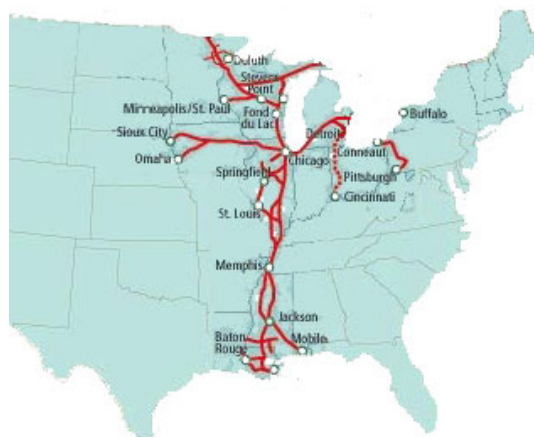 Duluth
Stevens
Point
Minneapolis/St. Paul
Fond
du Lac
Buffalo
Sioux City
Detroit
Conneaut
Omaha
Chicago
Springfield
Pittsburgh
Cincinnati
St. Louis
Memphis
Jackson
Baton
Rouge
Mobile